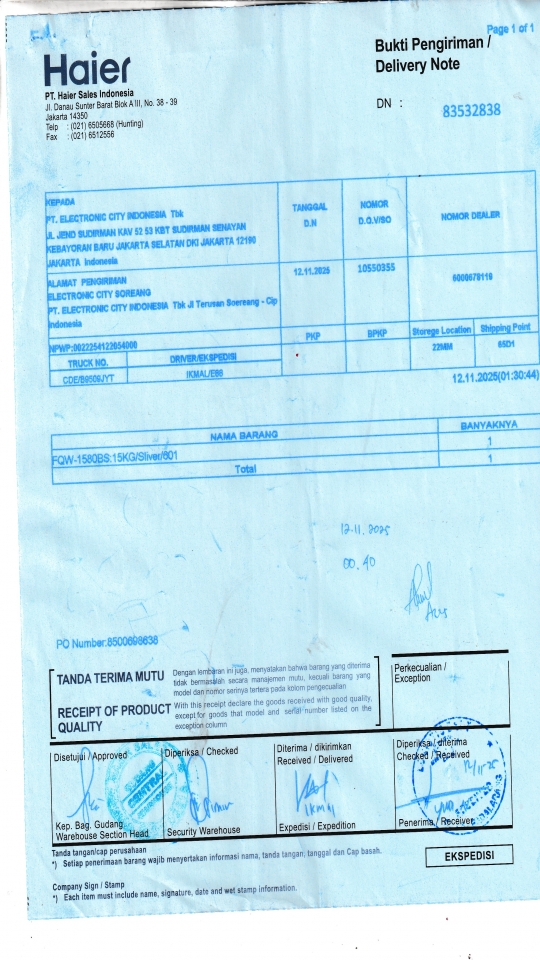 Page 1 of 1
Haier
Bukti Pengiriman /
Delivery Note
PT. Haier Sales Indonesia
Jl. Danau Sunter Barat Blok A1II, No. 38 - 39
Jakarta 14350
Telp : (021) 6505668 (Hunting)
Fax : (021) 6512556
DN : 83532838
KEPADA
PT. ELECTRONIC CITY INDONESIA Tbk
JL JEND SUDIRMAN KAV 52 53 KBT SUDIRMAN SENAYAN
KEBAYORAN BARU JAKARTA SELATAN DKI JAKARTA 12190
JAKARTA Indonesia
TANGGAL
D.N
NOMOR
D.O.V/SO
NOMOR DEALER
ALAMAT PENGIRIMAN
ELECTRONIC CITY SOREANG
PT. ELECTRONIC CITY INDONESIA Tbk Jl Terusan Soereang - Cip
Indonesia
12.11.2025
10550355
6000679119
NPWP:0022254122054000
PKP
BPKP
Storege Location
Shipping Point
22MM
65D1
TRUCK NO.
DRIVER/EKSPEDISI
CDE/B9509JYT
IKMAL/E68
12.11.2025(01:30:44)
NAMA BARANG
BANYAKNYA
FQW-1580BS:15KG/Sliver/601
1
Total
1
12.11.2025
00.40
PO Number:8500698638
TANDA TERIMA MUTU
Dengan lembaran ini juga, menyatakan bahwa barang yang diterima
tidak bermasalah secara manajemen mutu, kecuali barang yang
model dan nomor serinya tertera pada kolom pengecualian
RECEIPT OF PRODUCT
QUALITY
With this receipt declare the goods received with good quality,
except for goods that model and serial number listed on the
exception column
Perkecualian /
Exception
Disetujui / Approved
Diperiksa / Checked
Diterima / dikirimkan
Received / Delivered
Diperiksa / diterima
Checked / Received
12/11-25
CENTRAL
Ikmal
Kep. Bag. Gudang
Warehouse Section Head
Security Warehouse
Expedisi / Expedition
Penerima / Receiver
Tanda tangan/cap perusahaan
*) Setiap penerimaan barang wajib menyertakan informasi nama, tanda tangan, tanggal dan Cap basah.
EKSPEDISI
Company Sign / Stamp
*) Each item must include name, signature, date and wet stamp information.